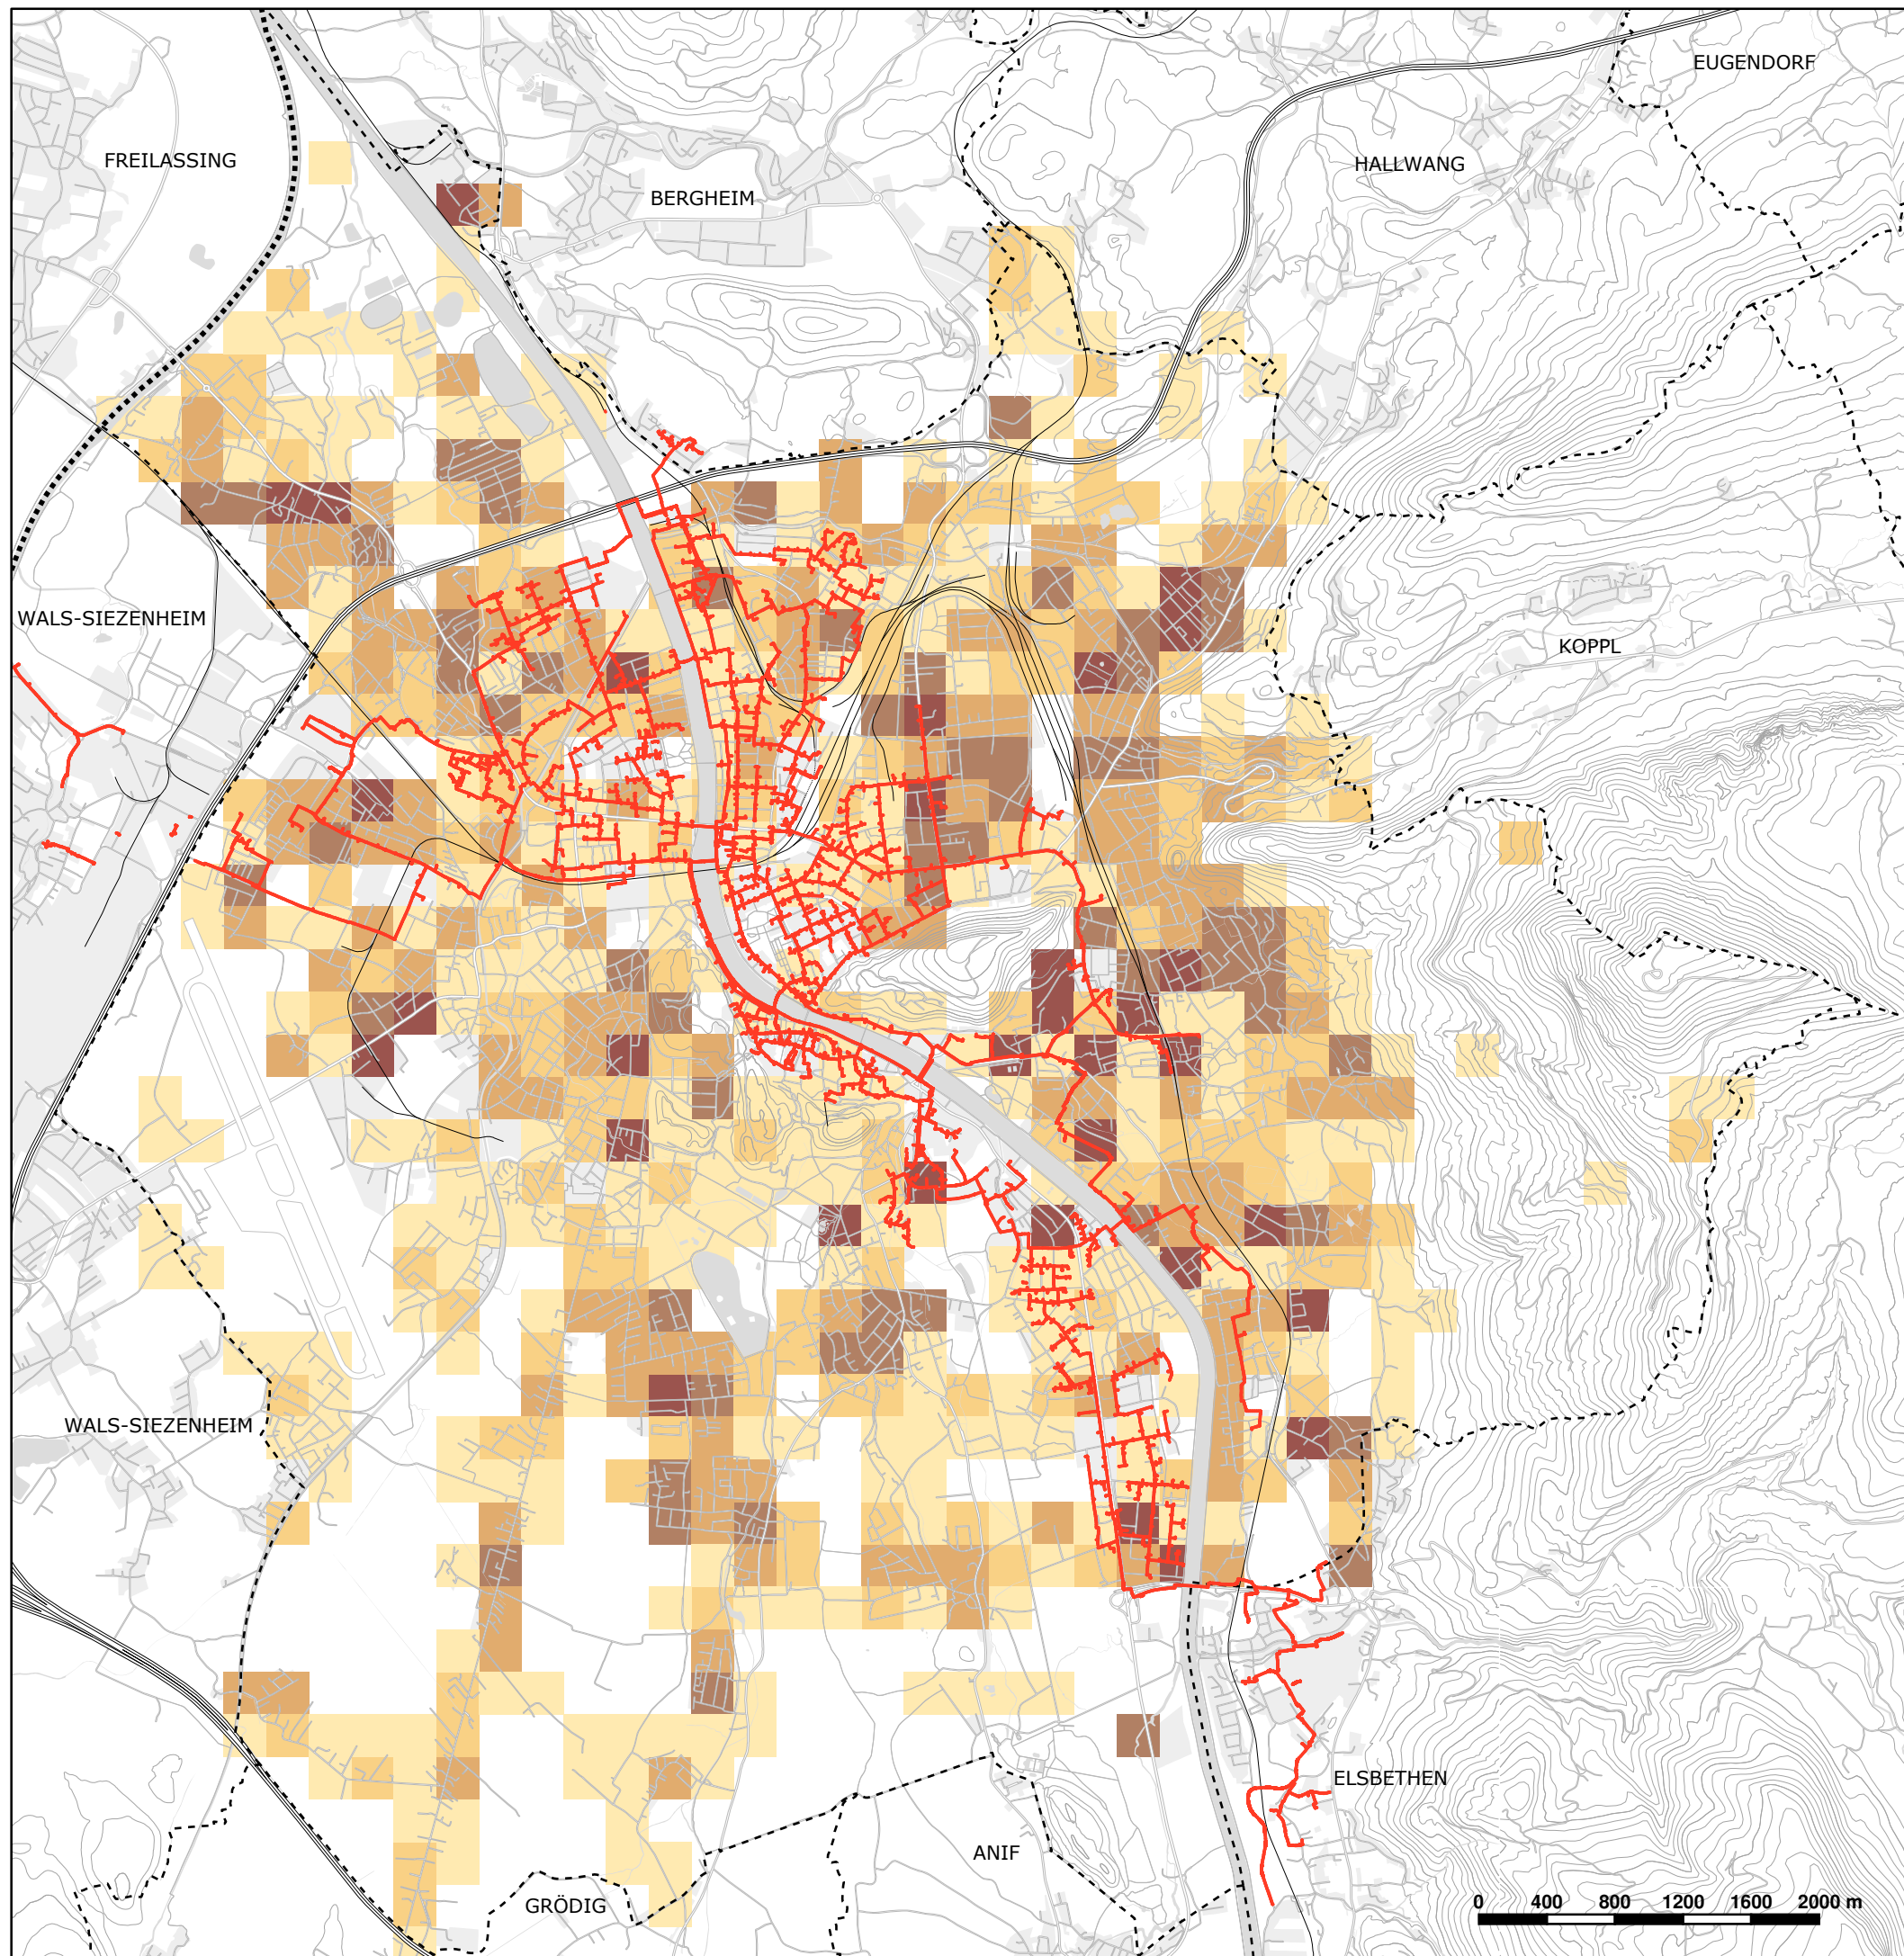 EUGENDORF
FREILASSING
HALLWANG
BERGHEIM
WALS-SIEZENHEIM
KOPPL
WALS-SIEZENHEIM
ELSBETHEN
ANIF
GRÖDIG
0 400 800 1200 1600 2000 m